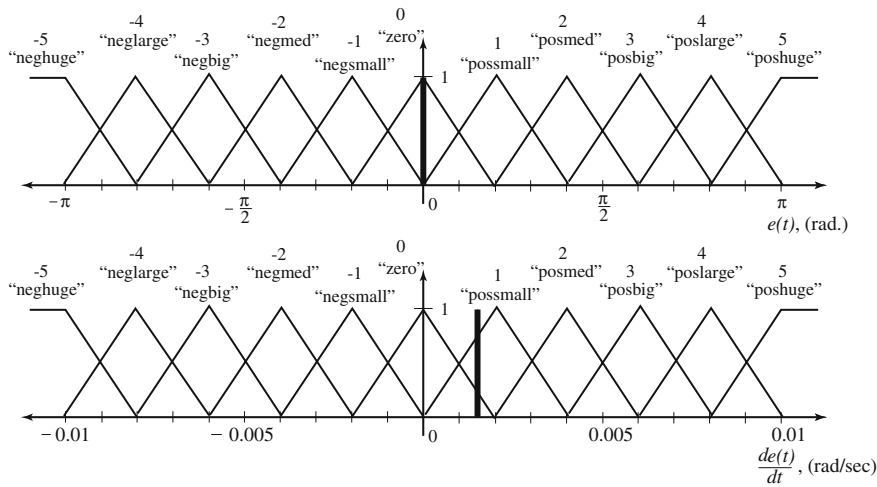 -5 -4 -3 -2 -1 0 1 2 3 4 5
“neghuge” “neglarge” “negbig” “negmed” “negsmall” “zero” “possmall” “posmed” “posbig” “poslarge” “poshuge”
1
−π − π/2 0 π/2 π
e(t), (rad.)
-5 -4 -3 -2 -1 0 1 2 3 4 5
“neghuge” “neglarge” “negbig” “negmed” “negsmall” “zero” “possmall” “posmed” “posbig” “poslarge” “poshuge”
1
− 0.01 − 0.005 0 0.005 0.01
de(t)/dt , (rad/sec)